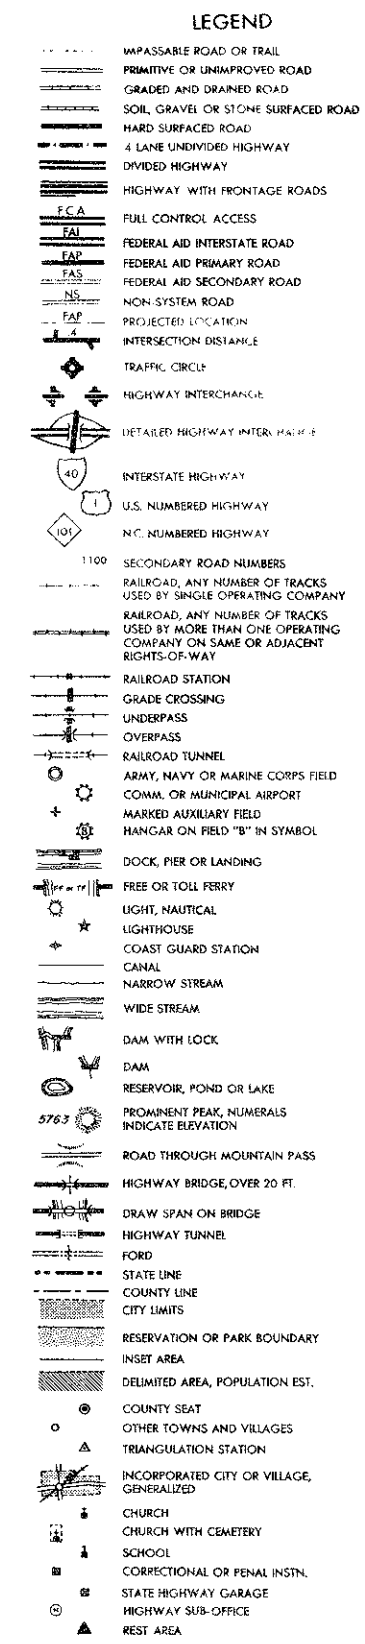 LEGEND
IMPASSABLE ROAD OR TRAIL
PRIMITIVE OR UNIMPROVED ROAD
GRADED AND DRAINED ROAD
SOIL, GRAVEL OR STONE SURFACED ROAD
HARD SURFACED ROAD
4 LANE UNDIVIDED HIGHWAY
DIVIDED HIGHWAY
HIGHWAY WITH FRONTAGE ROADS
FCA FULL CONTROL ACCESS
FAI FEDERAL AID INTERSTATE ROAD
FAP FEDERAL AID PRIMARY ROAD
FAS FEDERAL AID SECONDARY ROAD
NS NON-SYSTEM ROAD
FAP PROJECTED LOCATION
.4 INTERSECTION DISTANCE
TRAFFIC CIRCLE
HIGHWAY INTERCHANGE
DETAILED HIGHWAY INTERCHANGE
40 INTERSTATE HIGHWAY
1 U.S. NUMBERED HIGHWAY
101 N.C. NUMBERED HIGHWAY
1100 SECONDARY ROAD NUMBERS
RAILROAD, ANY NUMBER OF TRACKS
USED BY SINGLE OPERATING COMPANY
RAILROAD, ANY NUMBER OF TRACKS
USED BY MORE THAN ONE OPERATING
COMPANY ON SAME OR ADJACENT
RIGHTS-OF-WAY
RAILROAD STATION
GRADE CROSSING
UNDERPASS
OVERPASS
RAILROAD TUNNEL
ARMY, NAVY OR MARINE CORPS FIELD
COMM. OR MUNICIPAL AIRPORT
MARKED AUXILIARY FIELD
B HANGAR ON FIELD "B" IN SYMBOL
DOCK, PIER OR LANDING
FF or TF FREE OR TOLL FERRY
LIGHT, NAUTICAL
LIGHTHOUSE
COAST GUARD STATION
CANAL
NARROW STREAM
WIDE STREAM
DAM WITH LOCK
DAM
RESERVOIR, POND OR LAKE
5763 PROMINENT PEAK, NUMERALS
INDICATE ELEVATION
ROAD THROUGH MOUNTAIN PASS
HIGHWAY BRIDGE, OVER 20 FT.
DRAW SPAN ON BRIDGE
HIGHWAY TUNNEL
FORD
STATE LINE
COUNTY LINE
CITY LIMITS
RESERVATION OR PARK BOUNDARY
INSET AREA
DELIMITED AREA, POPULATION EST.
COUNTY SEAT
OTHER TOWNS AND VILLAGES
TRIANGULATION STATION
INCORPORATED CITY OR VILLAGE,
GENERALIZED
CHURCH
CHURCH WITH CEMETERY
SCHOOL
CORRECTIONAL OR PENAL INSTN.
STATE HIGHWAY GARAGE
HIGHWAY SUB-OFFICE
REST AREA